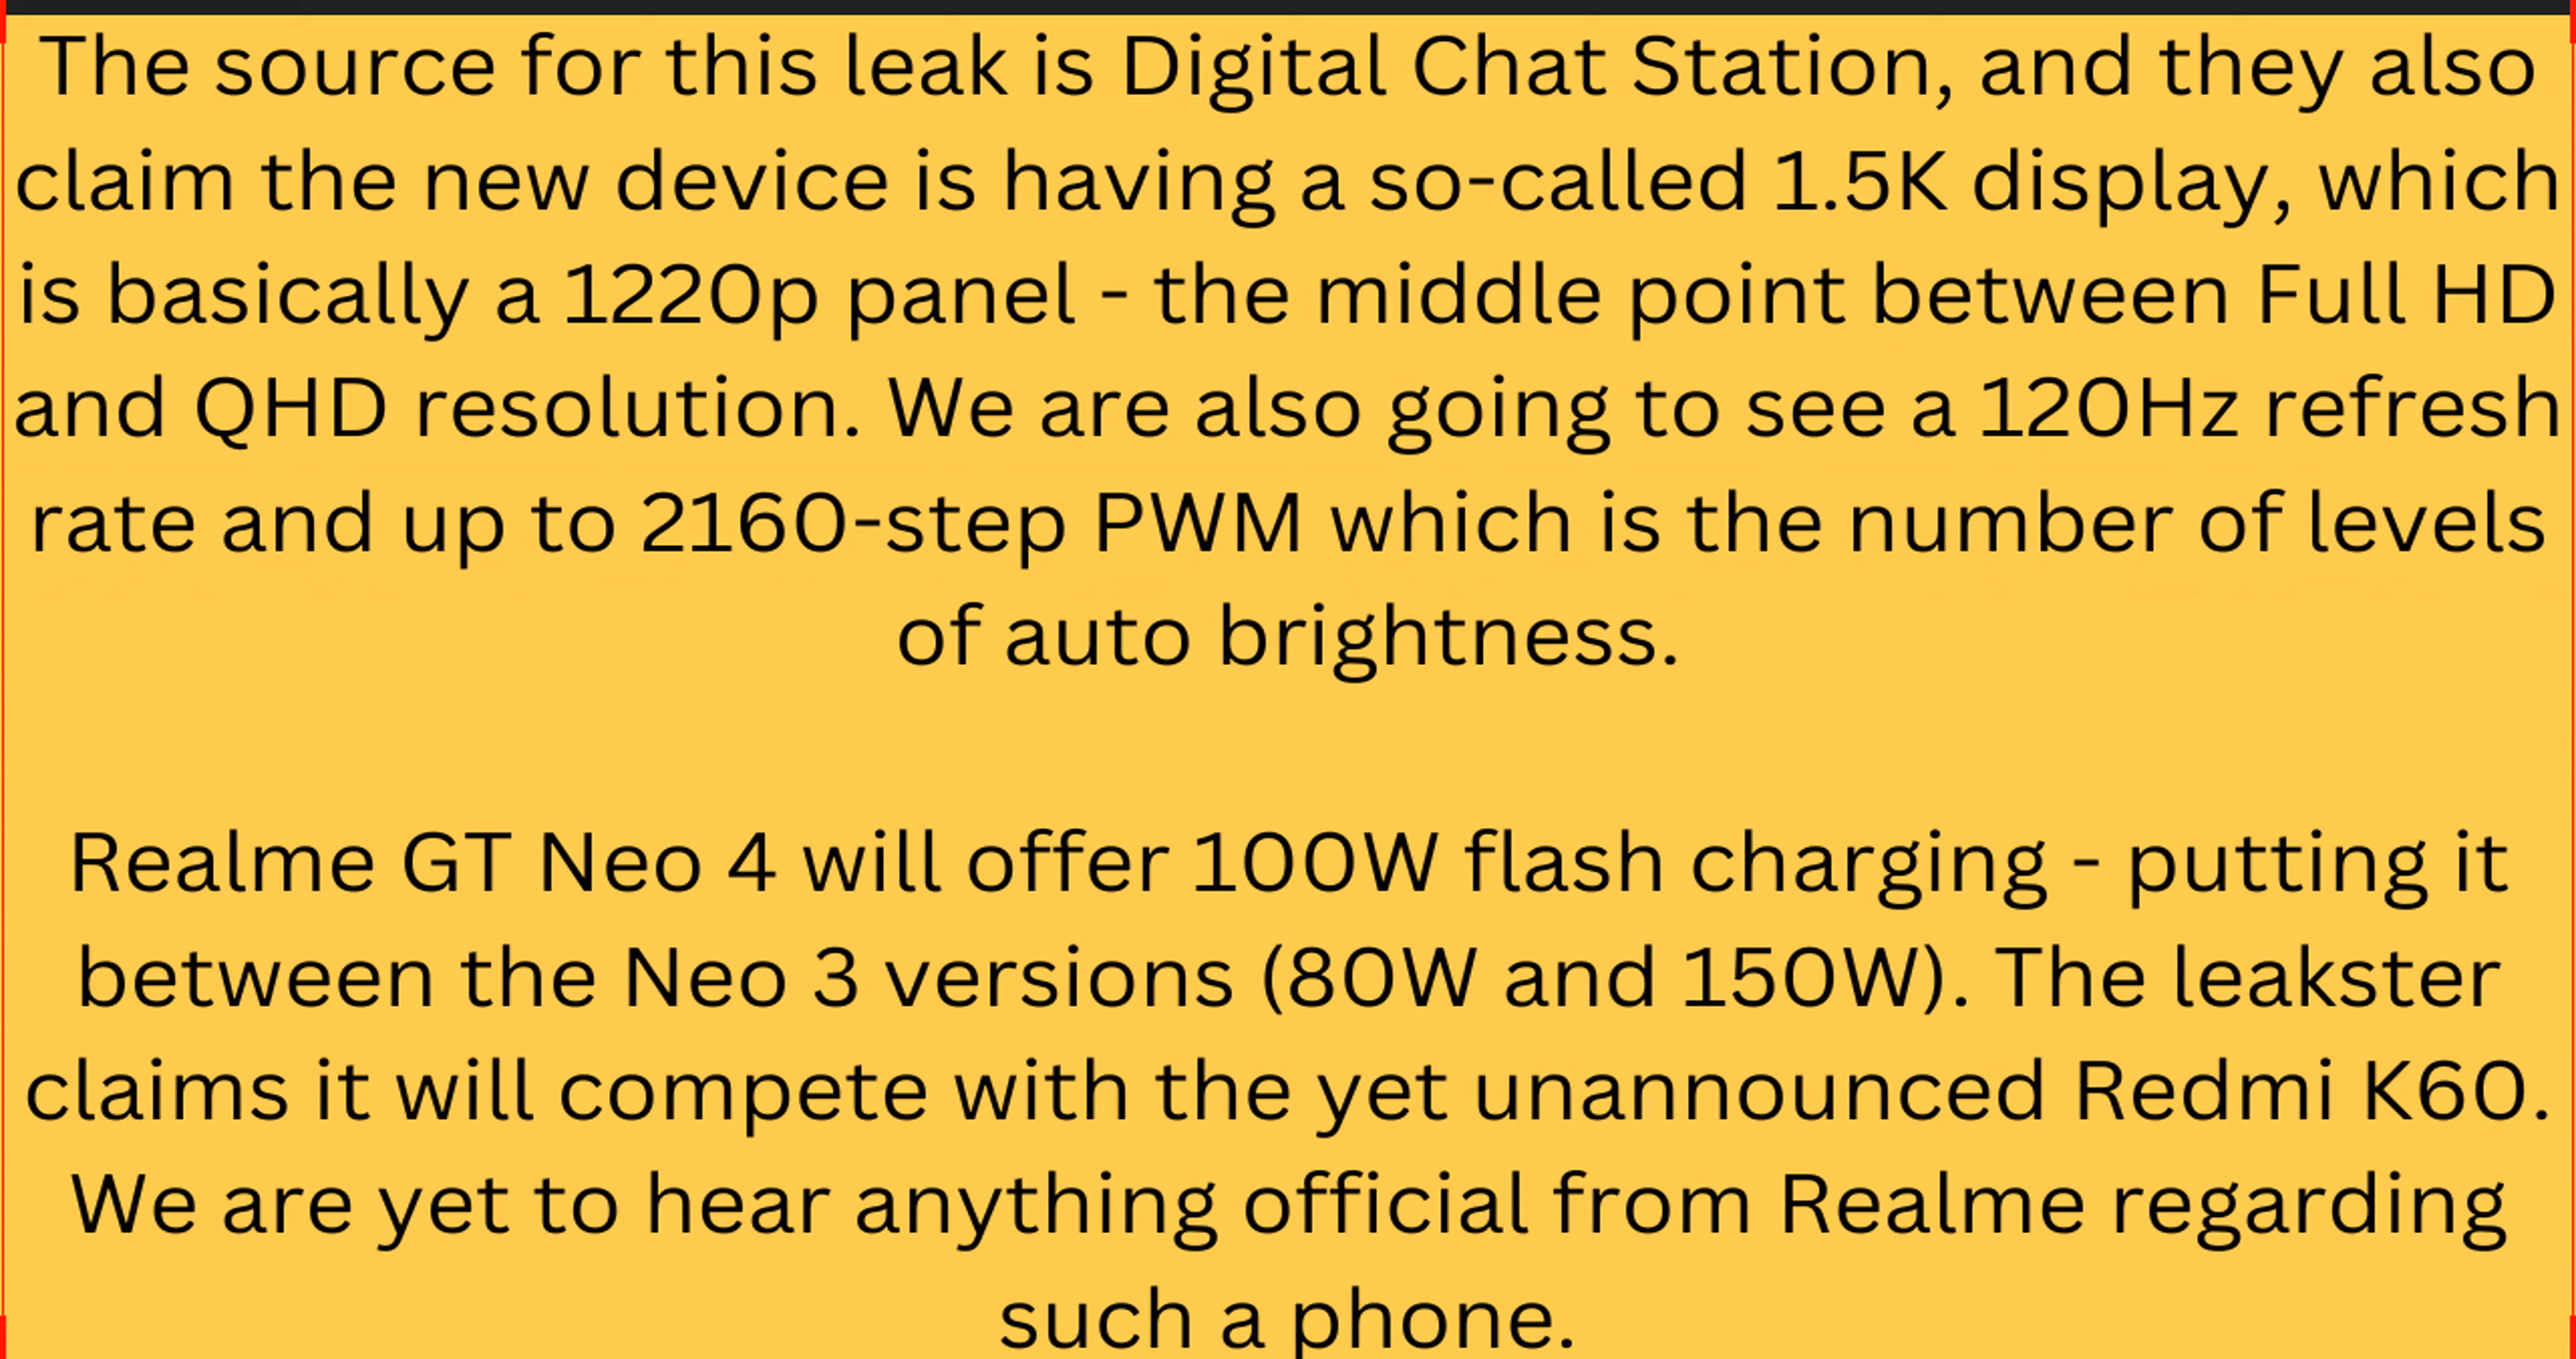 The source for this leak is Digital Chat Station, and they also
claim the new device is having a so-called 1.5K display, which
is basically a 1220p panel - the middle point between Full HD
and QHD resolution. We are also going to see a 120Hz refresh
rate and up to 2160-step PWM which is the number of levels
of auto brightness.
Realme GT Neo 4 will offer 100W flash charging - putting it
between the Neo 3 versions (80W and 150W). The leakster
claims it will compete with the yet unannounced Redmi K60.
We are yet to hear anything official from Realme regarding
such a phone.